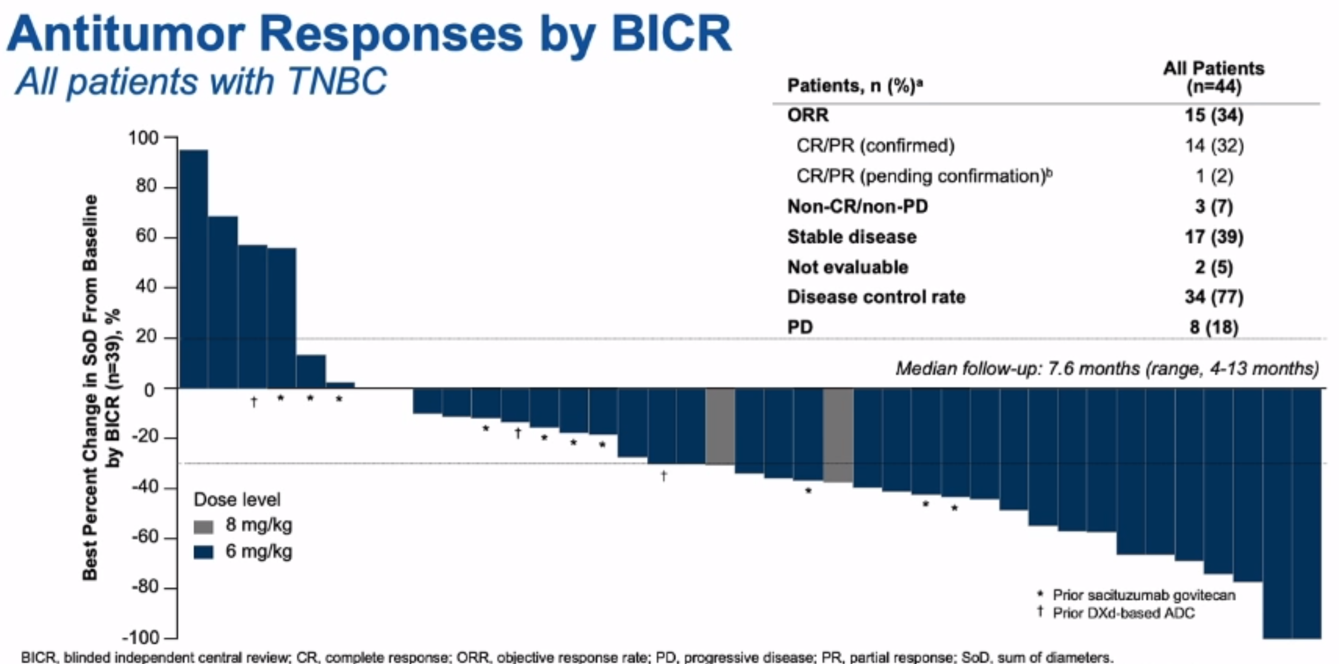 Antitumor Responses by BICR
All patients with TNBC
Patients, n (%)ᵃ
All Patients
(n=44)
ORR 15 (34)
CR/PR (confirmed) 14 (32)
CR/PR (pending confirmation)ᵇ 1 (2)
Non-CR/non-PD 3 (7)
Stable disease 17 (39)
Not evaluable 2 (5)
Disease control rate 34 (77)
PD 8 (18)
Median follow-up: 7.6 months (range, 4-13 months)
Best Percent Change in SoD From Baseline
by BICR (n=39), %
100
80
60
40
20
0
-20
-40
-60
-80
-100
† * * *
* † * * *
†
*
* *
Dose level
8 mg/kg
6 mg/kg
* Prior sacituzumab govitecan
† Prior DXd-based ADC
BICR, blinded independent central review; CR, complete response; ORR, objective response rate; PD, progressive disease; PR, partial response; SoD, sum of diameters.